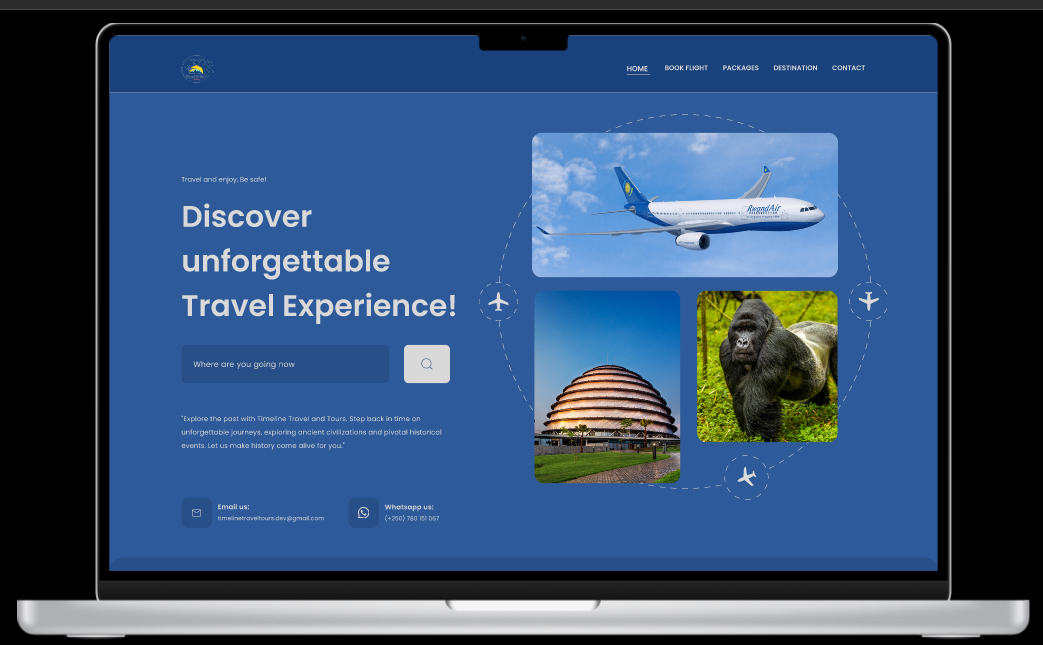 HOME BOOK FLIGHT PACKAGES DESTINATION CONTACT
Travel and enjoy, Be safe!
Discover
unforgettable
Travel Experience!
Where are you going now
"Explore the past with Timeline Travel and Tours. Step back in time on
unforgettable journeys, exploring ancient civilizations and pivotal historical
events. Let us make history come alive for you."
Email us:
timelinetraveltours.dev@gmail.com
Whatsapp us:
(+250) 780 151 067
RwandAir